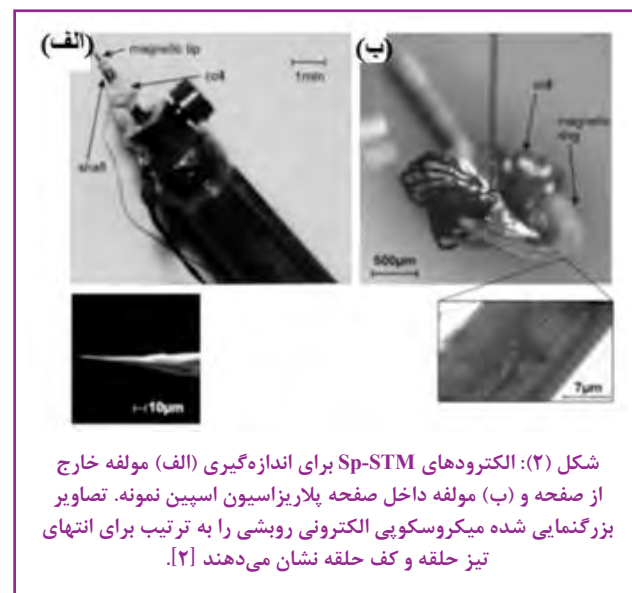 (الف)
magnetic tip
coil
1mm
shaft
(ب)
coil
magnetic ring
500µm
10µm
7µm
شکل (۲): الکترودهای Sp-STM برای اندازه‌گیری (الف) مولفه خارج
از صفحه و (ب) مولفه داخل صفحه پلاریزاسیون اسپین نمونه. تصاویر
بزرگنمایی شده میکروسکوپی الکترونی روبشی را به ترتیب برای انتهای
تیز حلقه و کف حلقه نشان می‌دهند [۲].